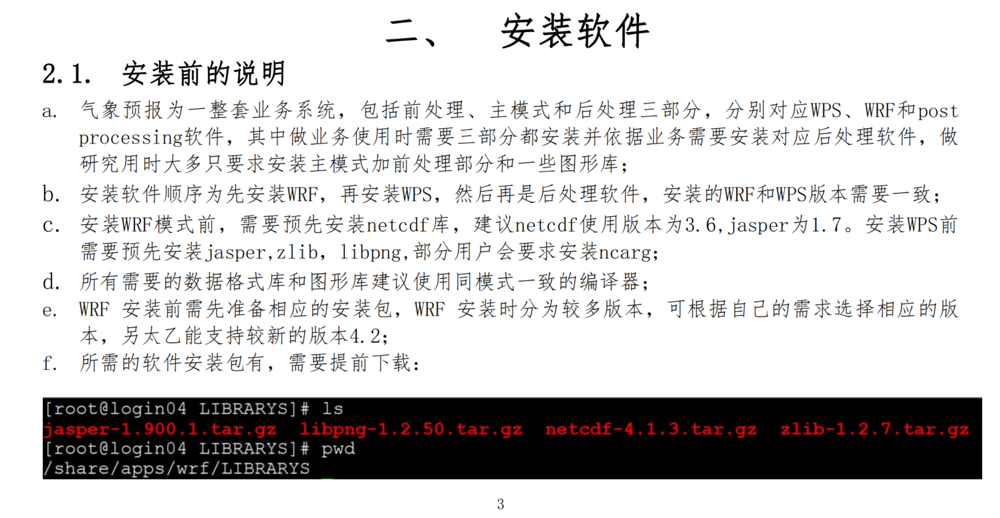 二、 安装软件
2.1. 安装前的说明
a. 气象预报为一整套业务系统，包括前处理、主模式和后处理三部分，分别对应WPS、WRF和post
processing软件，其中做业务使用时需要三部分都安装并依据业务需要安装对应后处理软件，做
研究用时大多只要求安装主模式加前处理部分和一些图形库；
b. 安装软件顺序为先安装WRF，再安装WPS，然后再是后处理软件，安装的WRF和WPS版本需要一致；
c. 安装WRF模式前，需要预先安装netcdf库，建议netcdf使用版本为3.6,jasper为1.7。安装WPS前
需要预先安装jasper,zlib，libpng,部分用户会要求安装ncarg；
d. 所有需要的数据格式库和图形库建议使用同模式一致的编译器；
e. WRF 安装前需先准备相应的安装包，WRF 安装时分为较多版本，可根据自己的需求选择相应的版
本，另太乙能支持较新的版本4.2；
f. 所需的软件安装包有，需要提前下载：
[root@login04 LIBRARYS]# ls
jasper-1.900.1.tar.gz libpng-1.2.50.tar.gz netcdf-4.1.3.tar.gz zlib-1.2.7.tar.gz
[root@login04 LIBRARYS]# pwd
/share/apps/wrf/LIBRARYS
3